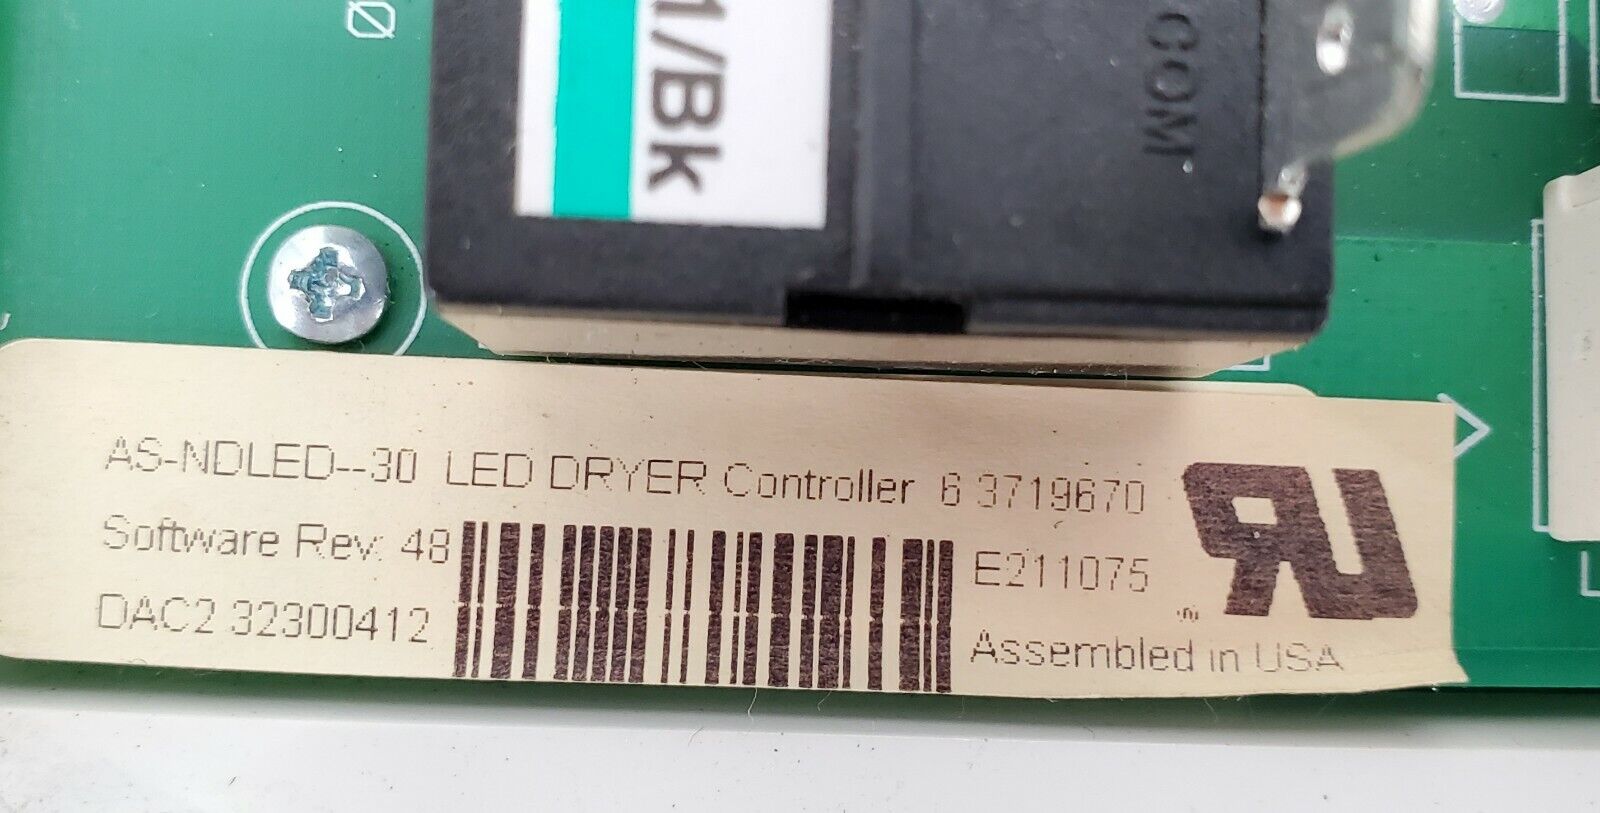 1/Bk
COM
AS-NDLED--30 LED DRYER Controller 6 3719670
Software Rev: 48
E211075
DAC2 32300412
Assembled in USA